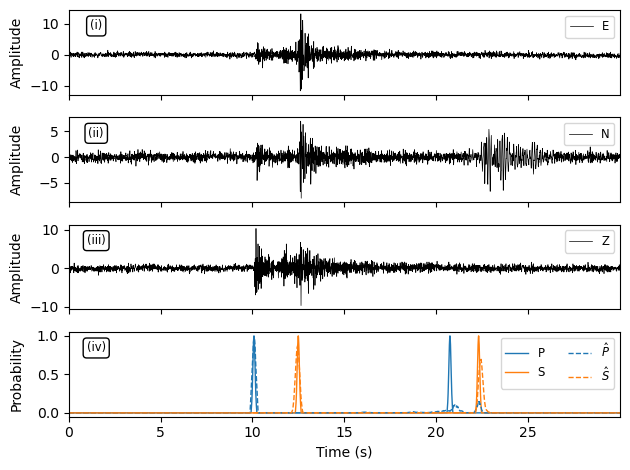 (i)
E
Amplitude
10
0
−10
(ii)
N
Amplitude
5
0
−5
(iii)
Z
Amplitude
10
0
−10
(iv)
P
S
P̂
Ŝ
Probability
1.0
0.5
0.0
0 5 10 15 20 25
Time (s)